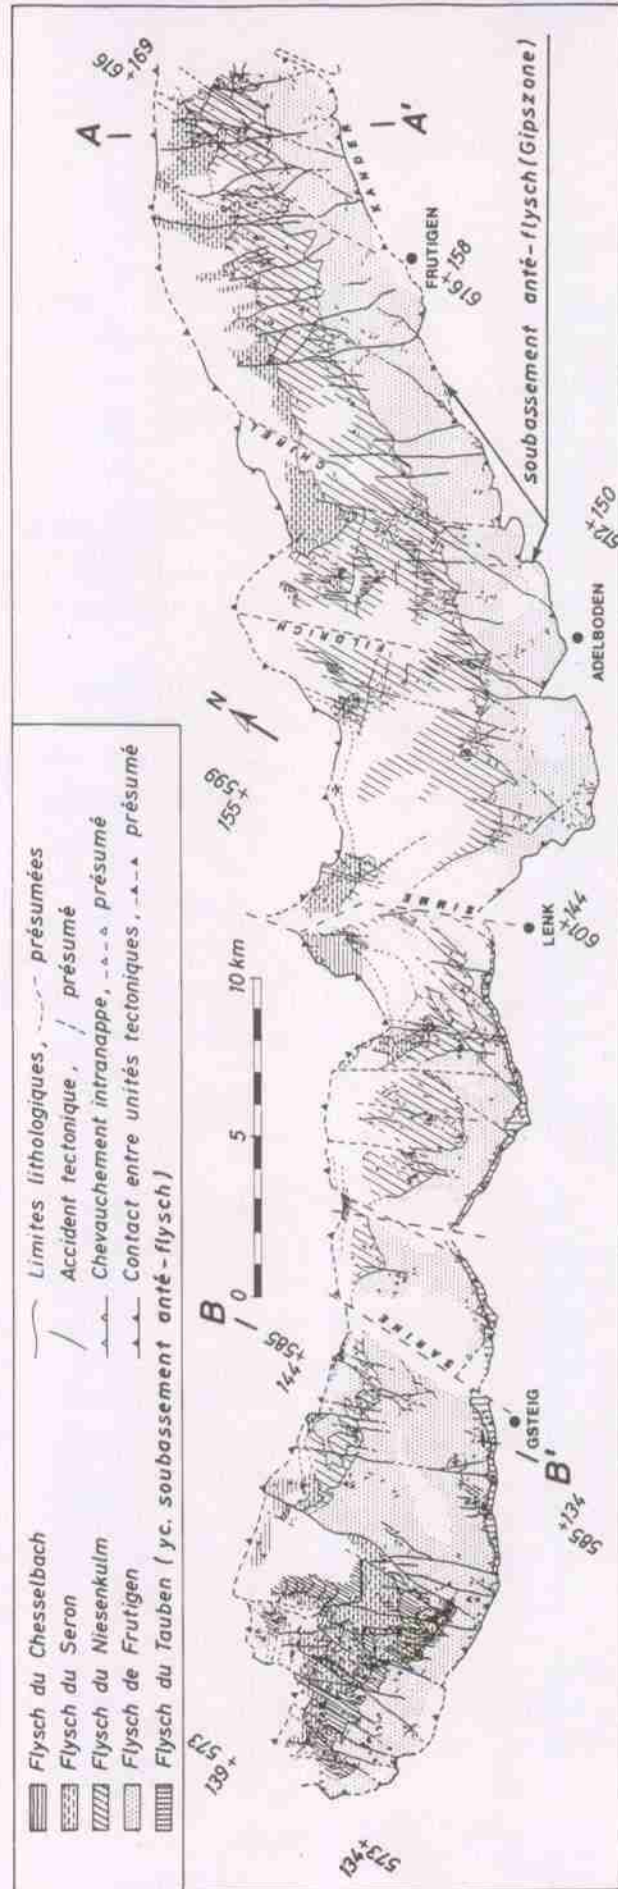 Flysch du Chesselbach
Flysch du Seron
Flysch du Niesenkulm
Flysch de Frutigen
Flysch du Tauben (yc. soubassement anté-flysch)
Limites lithologiques, présumées
Accident tectonique, présumé
Chevauchement intranappe, présumé
Contact entre unités tectoniques, présumé
0 5 10 km
N
139+
573
134+
573
B
144
+585
SARINE
GSTEIG
B'
585+134
155
+599
SIMME
LENK
601+144
FILDRICH
ADELBODEN
612+150
CHIREL
soubassement anté-flysch (Gipszone)
FRUTIGEN
616+158
KANDER
616
+169
A
A'